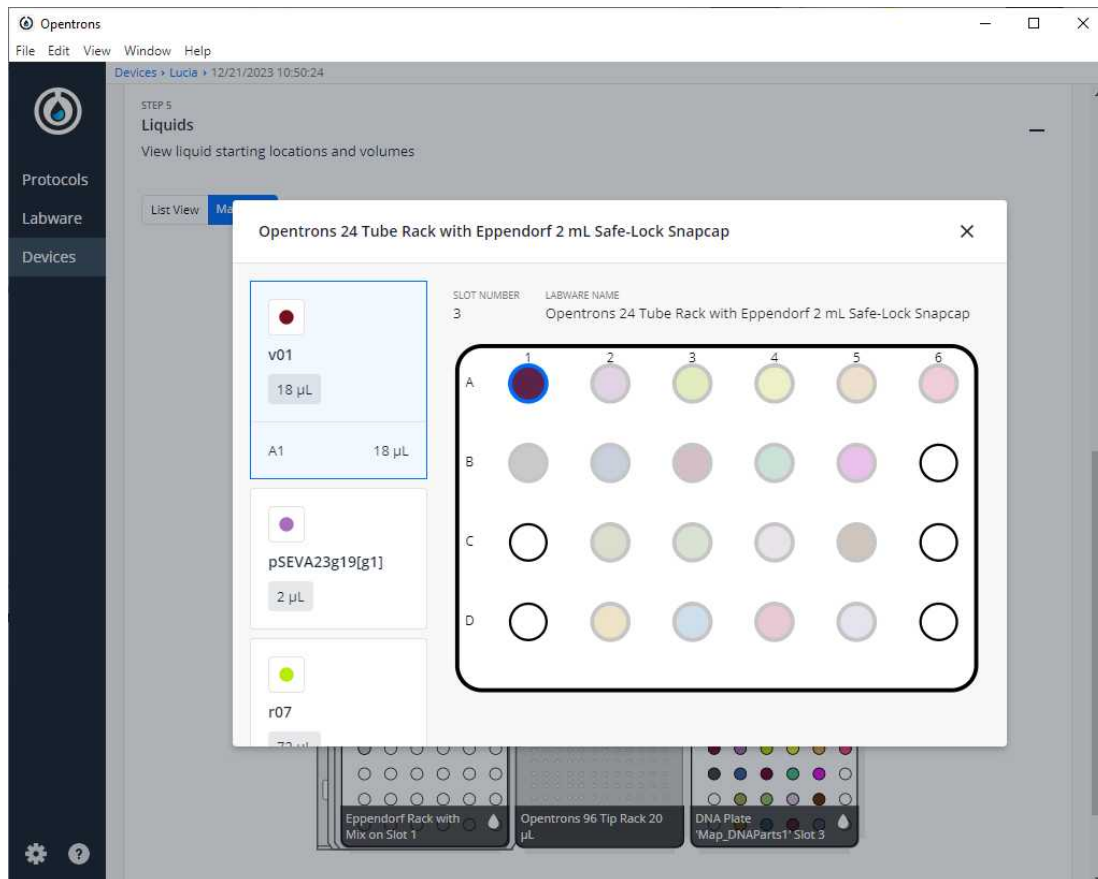 Opentrons
File Edit View Window Help
Devices › Lucia › 12/21/2023 10:50:24
STEP 5
Liquids
View liquid starting locations and volumes
Protocols
Labware
Devices
List View
Opentrons 24 Tube Rack with Eppendorf 2 mL Safe-Lock Snapcap
v01
18 µL
A1 18 µL
pSEVA23g19[g1]
2 µL
r07
72 µL
SLOT NUMBER LABWARE NAME
3 Opentrons 24 Tube Rack with Eppendorf 2 mL Safe-Lock Snapcap
1 2 3 4 5 6
A
B
C
D
Eppendorf Rack with
Mix on Slot 1
Opentrons 96 Tip Rack 20
µL
DNA Plate
'Map_DNAParts1' Slot 3